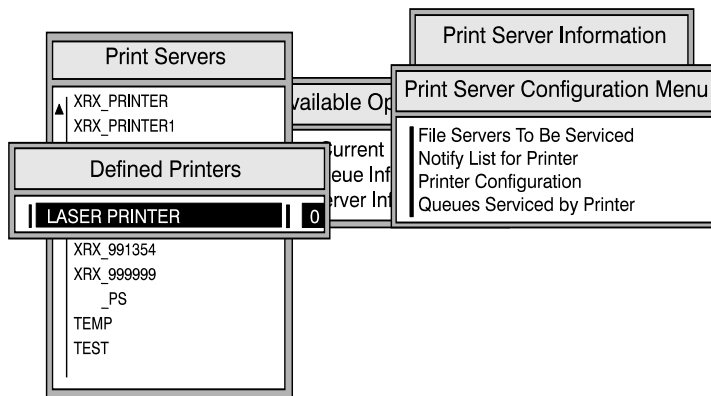 Print Servers
XRX_PRINTER
XRX_PRINTER1
Defined Printers
LASER PRINTER 0
XRX_991354
XRX_999999
_PS
TEMP
TEST
Print Server Information
Print Server Configuration Menu
File Servers To Be Serviced
Notify List for Printer
Printer Configuration
Queues Serviced by Printer